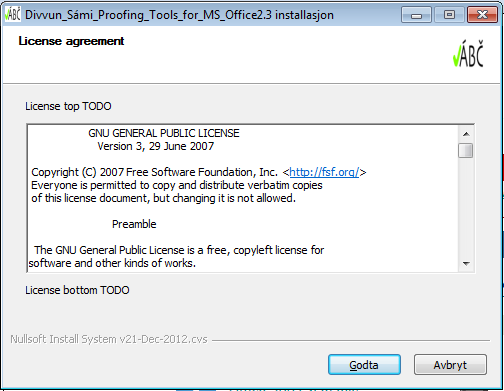 Divvun_Sámi_Proofing_Tools_for_MS_Office2.3 installasjon
License agreement
ÁBČ
License top TODO
GNU GENERAL PUBLIC LICENSE
Version 3, 29 June 2007
Copyright (C) 2007 Free Software Foundation, Inc. <http://fsf.org/>
Everyone is permitted to copy and distribute verbatim copies
of this license document, but changing it is not allowed.
Preamble
The GNU General Public License is a free, copyleft license for
software and other kinds of works.
License bottom TODO
Nullsoft Install System v21-Dec-2012.cvs
Godta
Avbryt